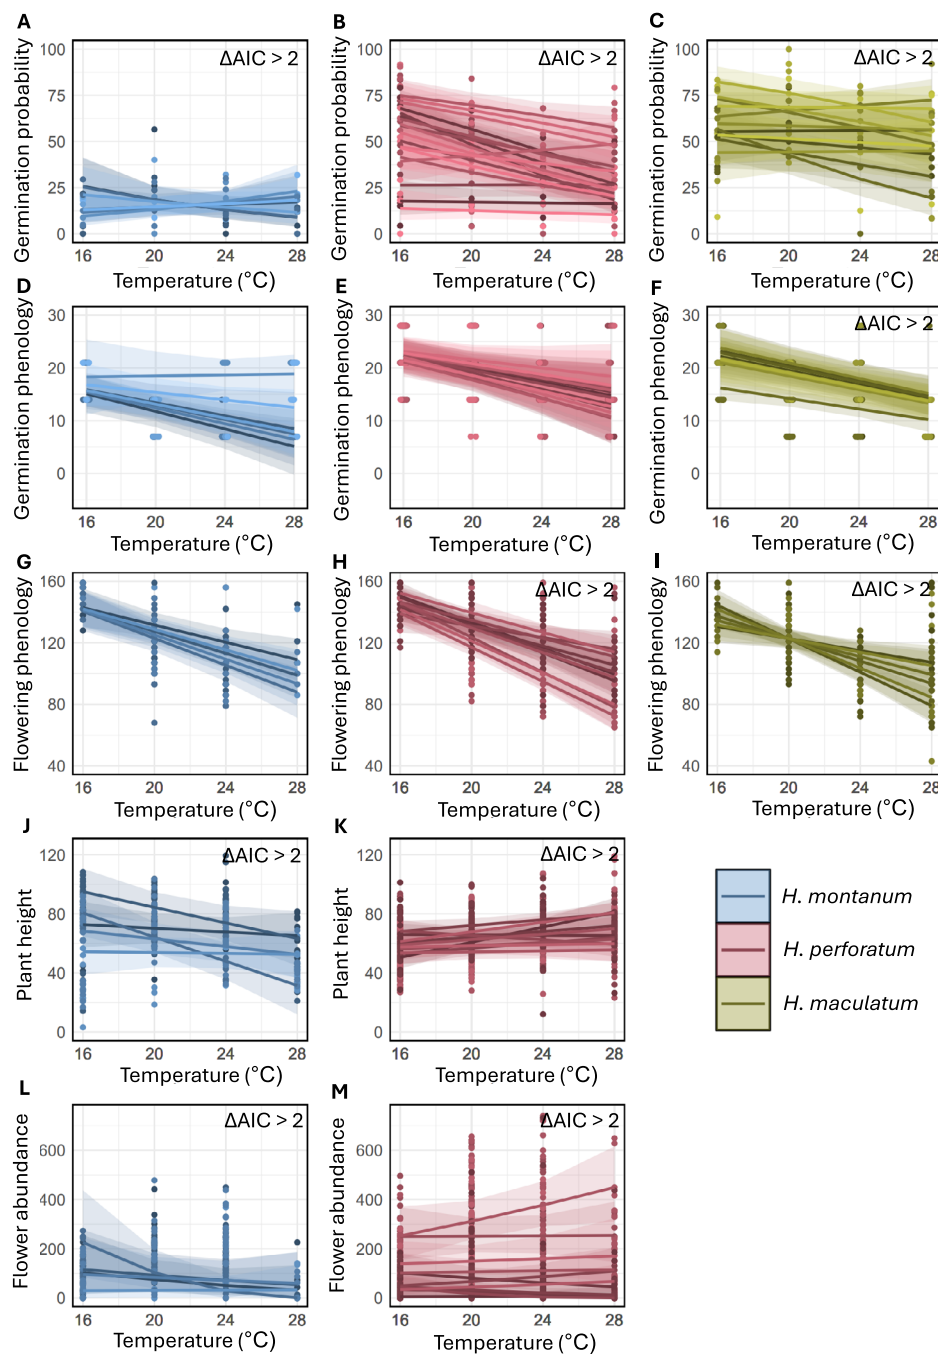 A
Germination probability
100
75
50
25
0
ΔAIC > 2
16 20 24 28
Temperature (°C)
B
Germination probability
100
75
50
25
0
ΔAIC > 2
16 20 24 28
Temperature (°C)
C
Germination probability
100
75
50
25
0
ΔAIC > 2
16 20 24 28
Temperature (°C)
D
Germination phenology
30
20
10
0
16 20 24 28
Temperature (°C)
E
Germination phenology
30
20
10
0
16 20 24 28
Temperature (°C)
F
Germination phenology
30
20
10
0
ΔAIC > 2
16 20 24 28
Temperature (°C)
G
Flowering phenology
160
120
80
40
16 20 24 28
Temperature (°C)
H
Flowering phenology
160
120
80
40
ΔAIC > 2
16 20 24 28
Temperature (°C)
I
Flowering phenology
160
120
80
40
ΔAIC > 2
16 20 24 28
Temperature (°C)
J
Plant height
120
80
40
0
ΔAIC > 2
16 20 24 28
Temperature (°C)
K
Plant height
120
80
40
0
ΔAIC > 2
16 20 24 28
Temperature (°C)
H. montanum
H. perforatum
H. maculatum
L
Flower abundance
600
400
200
0
ΔAIC > 2
16 20 24 28
Temperature (°C)
M
Flower abundance
600
400
200
0
ΔAIC > 2
16 20 24 28
Temperature (°C)